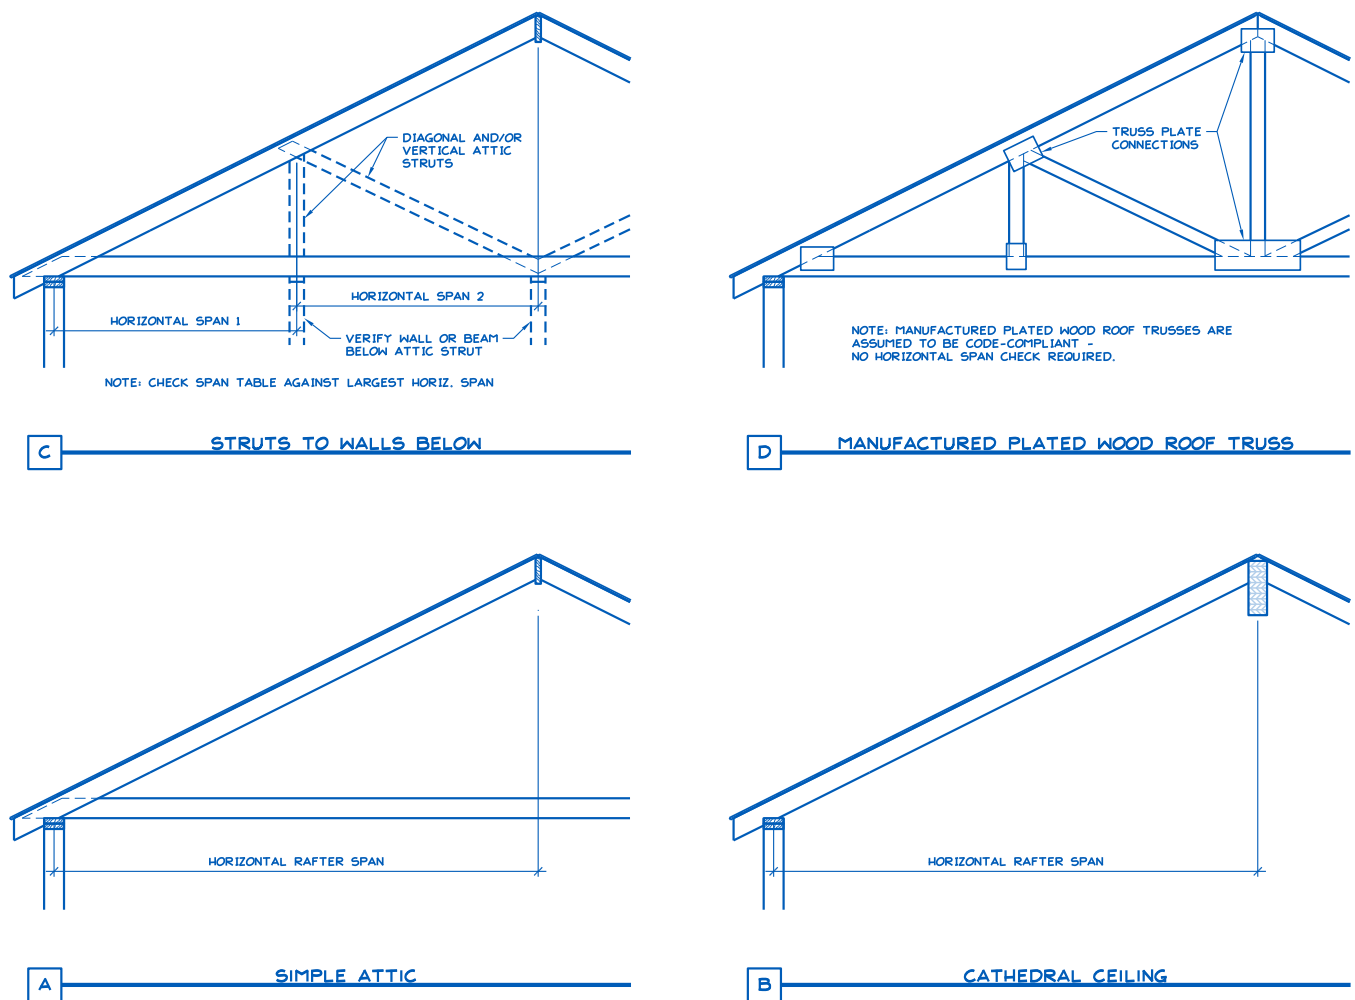 DIAGONAL AND/OR
VERTICAL ATTIC
STRUTS
HORIZONTAL SPAN 2
HORIZONTAL SPAN 1
VERIFY WALL OR BEAM
BELOW ATTIC STRUT
NOTE: CHECK SPAN TABLE AGAINST LARGEST HORIZ. SPAN
C
STRUTS TO WALLS BELOW
TRUSS PLATE
CONNECTIONS
NOTE: MANUFACTURED PLATED WOOD ROOF TRUSSES ARE
ASSUMED TO BE CODE-COMPLIANT -
NO HORIZONTAL SPAN CHECK REQUIRED.
D
MANUFACTURED PLATED WOOD ROOF TRUSS
HORIZONTAL RAFTER SPAN
A
SIMPLE ATTIC
HORIZONTAL RAFTER SPAN
B
CATHEDRAL CEILING